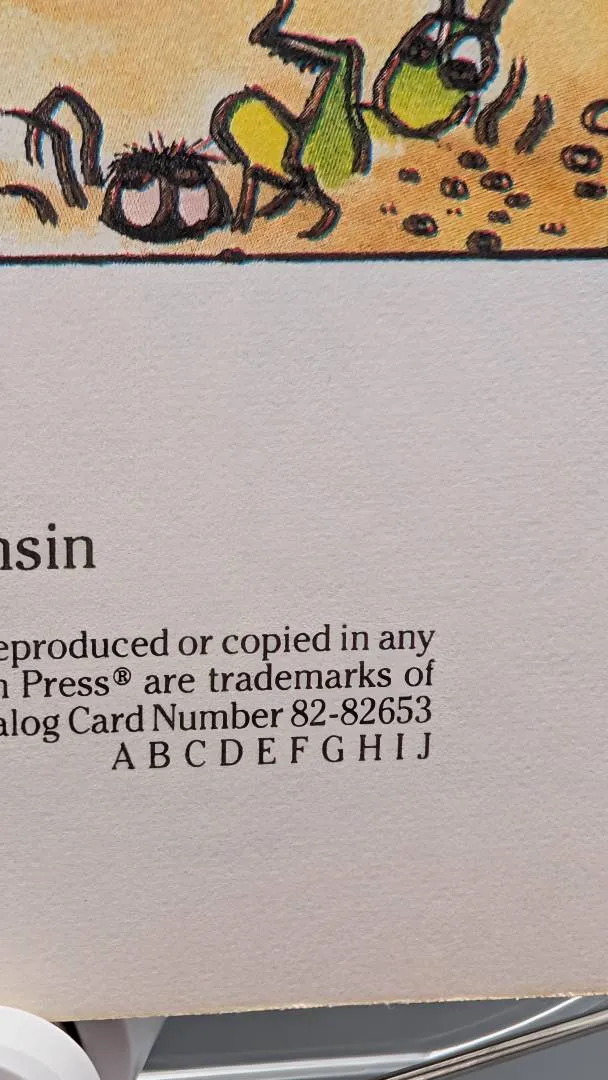 nsin
eproduced or copied in any
n Press® are trademarks of
alog Card Number 82-82653
A B C D E F G H I J